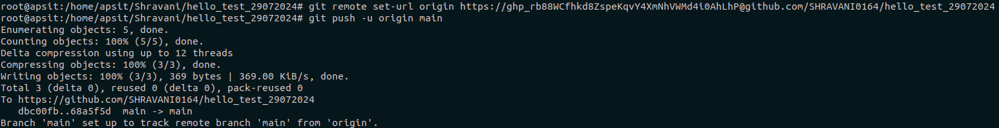 root@apsit:/home/apsit/Shravani/hello_test_29072024# git remote set-url origin https://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@github.com/SHRAVANI0164/hello_test_29072024
root@apsit:/home/apsit/Shravani/hello_test_29072024# git push -u origin main
Enumerating objects: 5, done.
Counting objects: 100% (5/5), done.
Delta compression using up to 12 threads
Compressing objects: 100% (3/3), done.
Writing objects: 100% (3/3), 369 bytes | 369.00 KiB/s, done.
Total 3 (delta 0), reused 0 (delta 0), pack-reused 0
To https://github.com/SHRAVANI0164/hello_test_29072024
   dbc00fb..68a5f5d  main -> main
Branch 'main' set up to track remote branch 'main' from 'origin'.